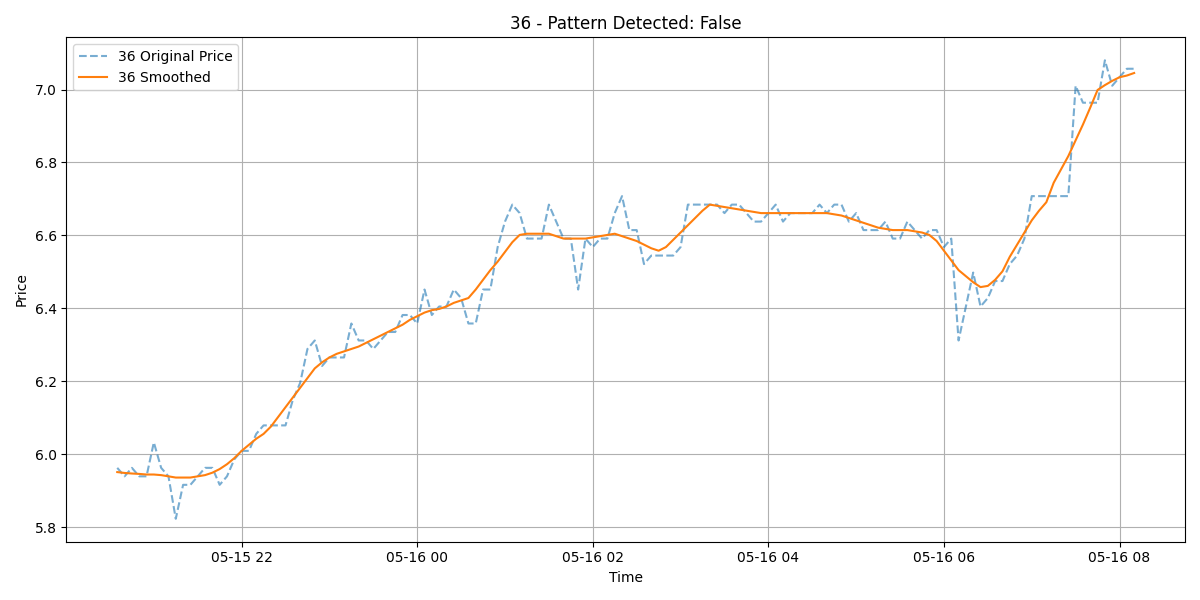 36 - Pattern Detected: False
36 Original Price
36 Smoothed
Price
7.0
6.8
6.6
6.4
6.2
6.0
5.8
05-15 22
05-16 00
05-16 02
05-16 04
05-16 06
05-16 08
Time